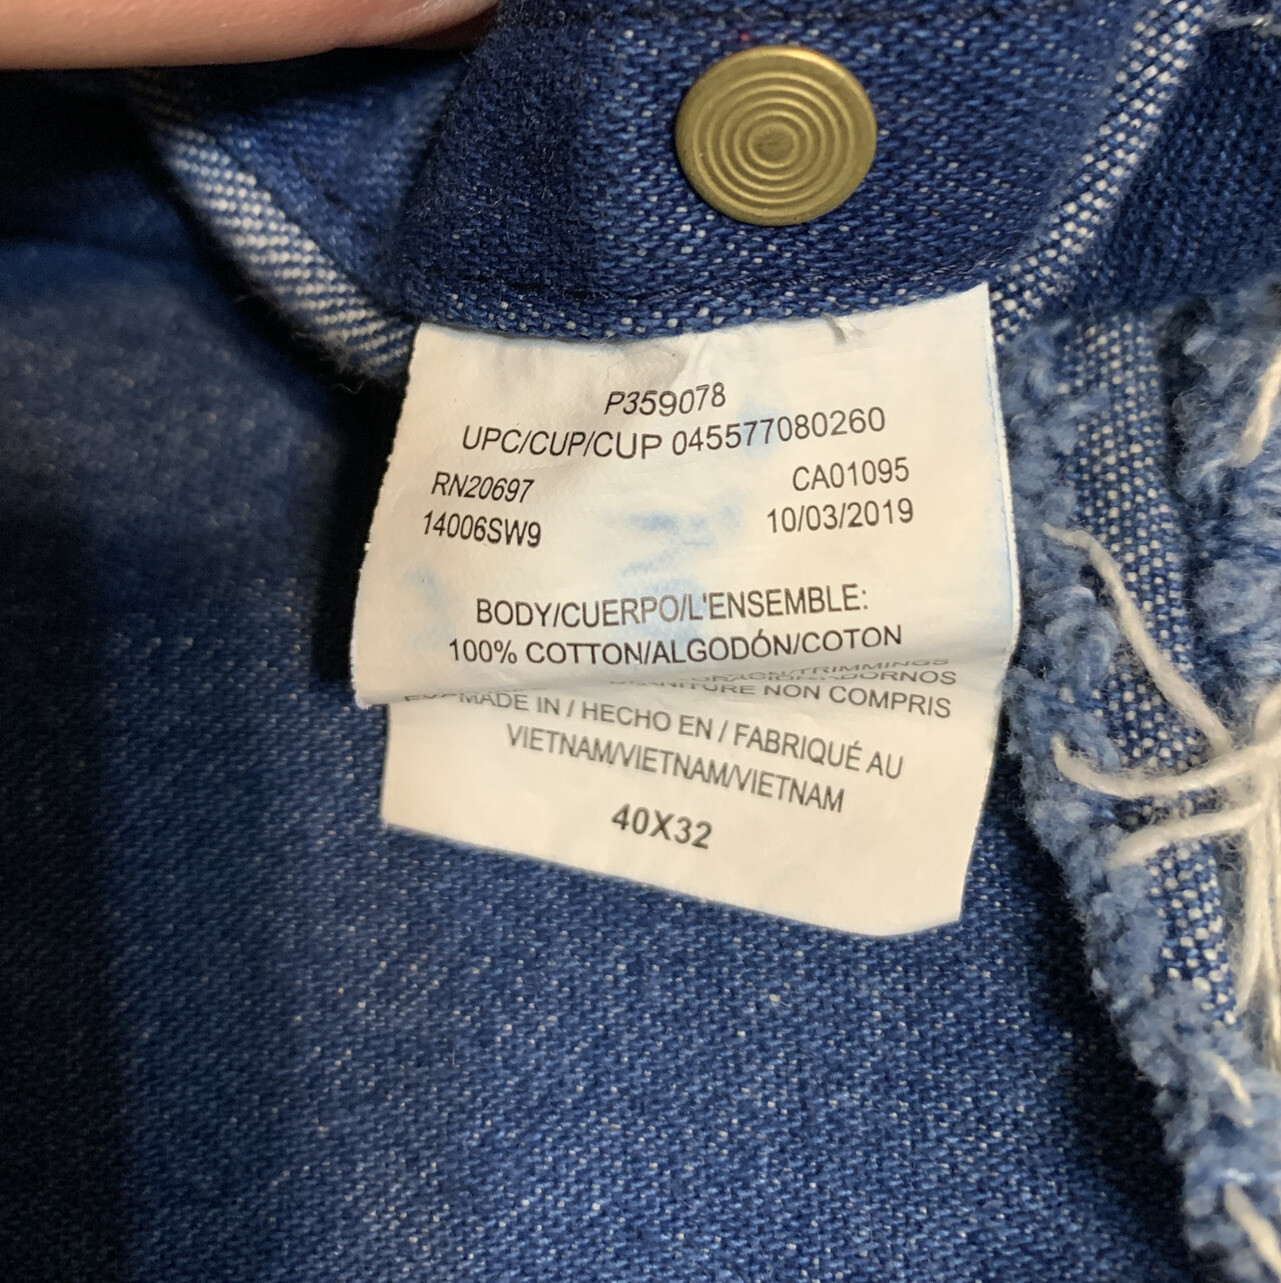 P359078
UPC/CUP/CUP 045577080260
RN20697 CA01095
14006SW9 10/03/2019
BODY/CUERPO/L'ENSEMBLE:
100% COTTON/ALGODÓN/COTON
TRIMMINGS
NON COMPRIS
MADE IN / HECHO EN / FABRIQUÉ AU
VIETNAM/VIETNAM/VIETNAM
40X32